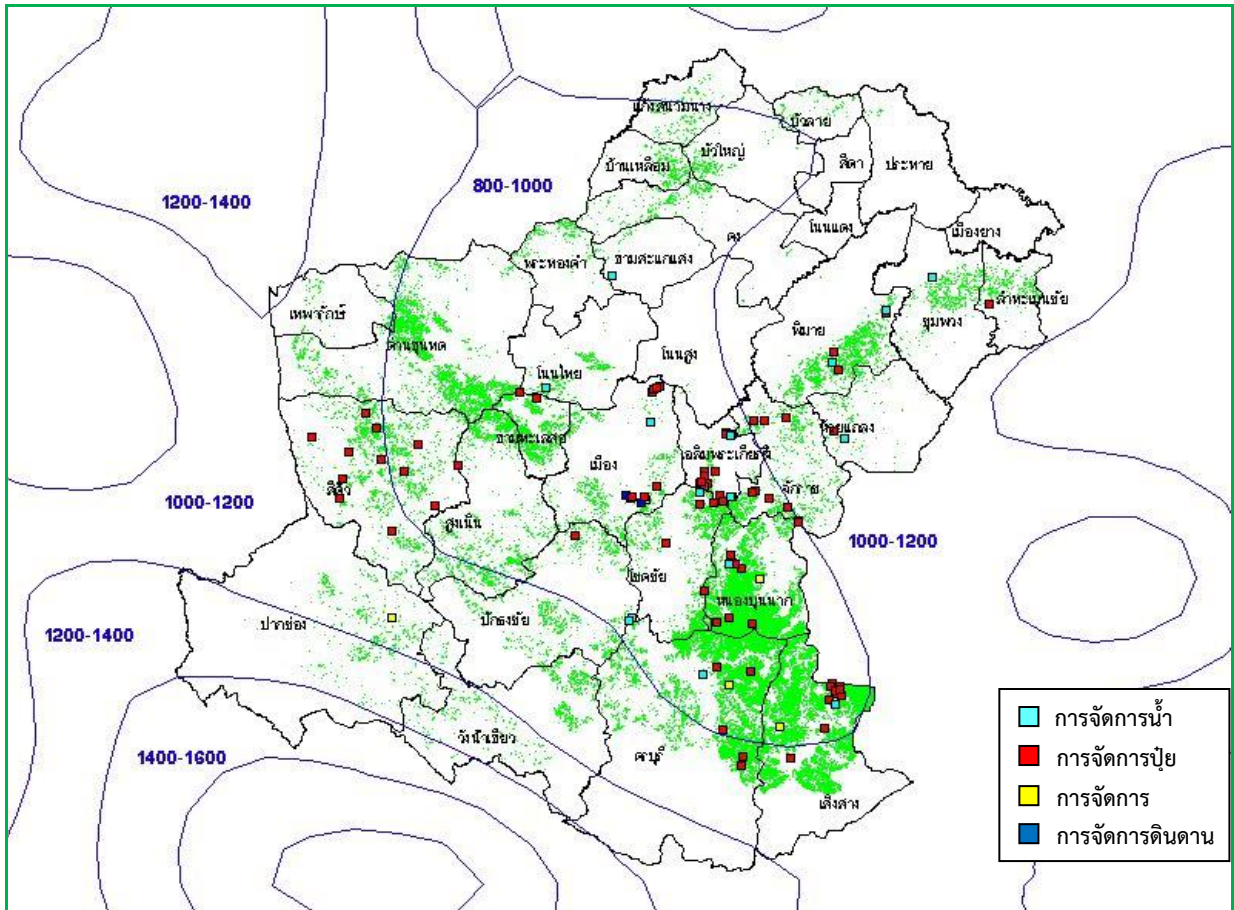 แก้งสนามนาง
บัวลาย
บัวใหญ่
บ้านเหลื่อม
สีดา
ประทาย
800-1000
1200-1400
โนนแดง
เมืองยาง
คง
ขามสะแกแสง
พระทองคำ
ลำทะเมนชัย
เทพารักษ์
ชุมพวง
พิมาย
ด่านขุนทด
โนนสูง
โนนไทย
ห้วยแถลง
ขามทะเลสอ
เฉลิมพระเกียรติ
เมือง
สีคิ้ว
จักราช
1000-1200
สูงเนิน
1000-1200
โชคชัย
หนองบุนนาก
ปักธงชัย
ปากช่อง
1200-1400
วังน้ำเขียว
1400-1600
ครบุรี
เสิงสาง
การจัดการน้ำ
การจัดการปุ๋ย
การจัดการ
การจัดการดินดาน